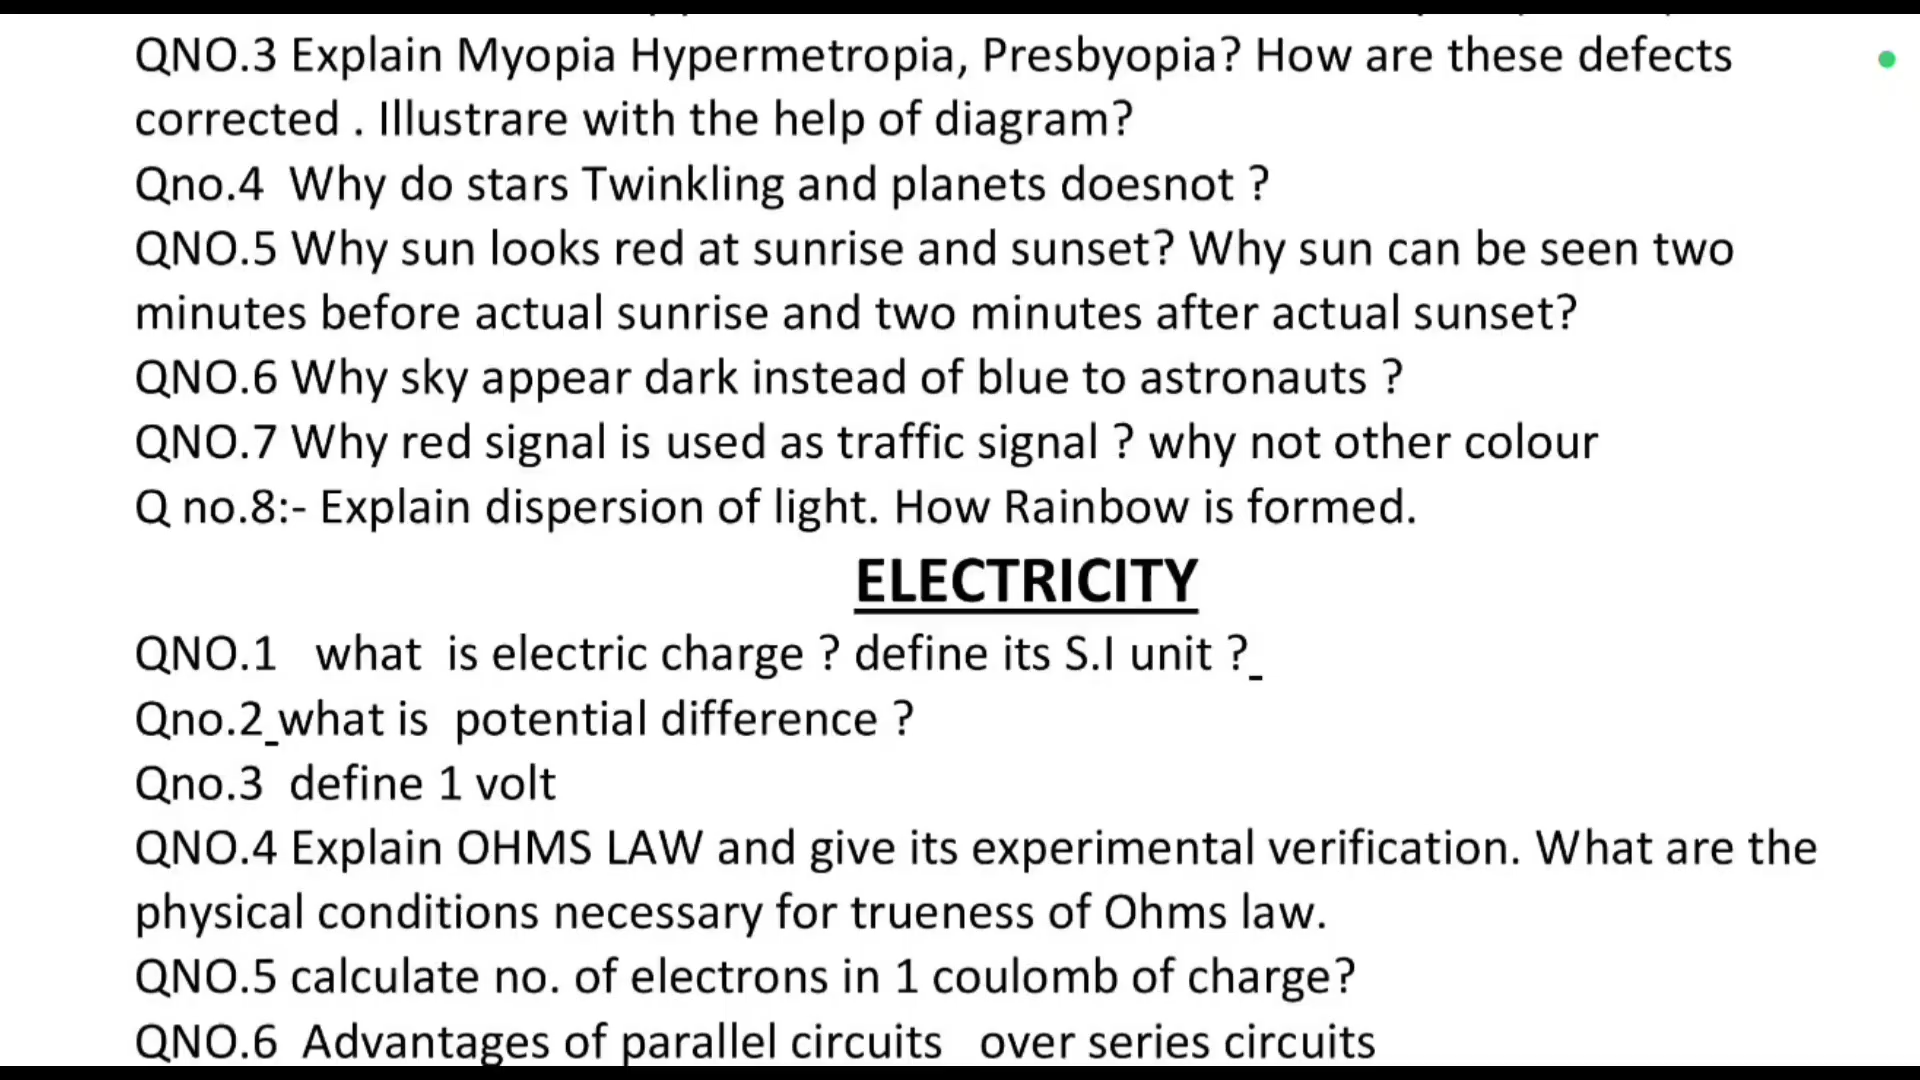 QNO.3 Explain Myopia Hypermetropia, Presbyopia? How are these defects
corrected . Illustrare with the help of diagram?
Qno.4 Why do stars Twinkling and planets doesnot ?
QNO.5 Why sun looks red at sunrise and sunset? Why sun can be seen two
minutes before actual sunrise and two minutes after actual sunset?
QNO.6 Why sky appear dark instead of blue to astronauts ?
QNO.7 Why red signal is used as traffic signal ? why not other colour
Q no.8:- Explain dispersion of light. How Rainbow is formed.
ELECTRICITY
QNO.1 what is electric charge ? define its S.I unit ?_
Qno.2_what is potential difference ?
Qno.3 define 1 volt
QNO.4 Explain OHMS LAW and give its experimental verification. What are the
physical conditions necessary for trueness of Ohms law.
QNO.5 calculate no. of electrons in 1 coulomb of charge?
QNO.6 Advantages of parallel circuits over series circuits